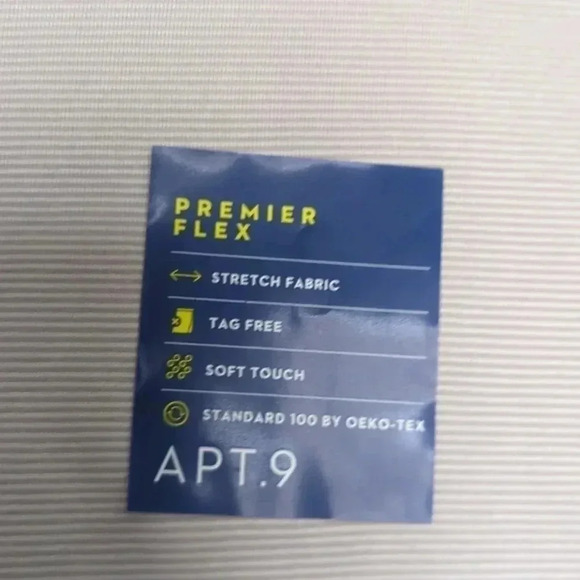 PREMIER
FLEX
STRETCH FABRIC
TAG FREE
SOFT TOUCH
STANDARD 100 BY OEKO-TEX
APT.9